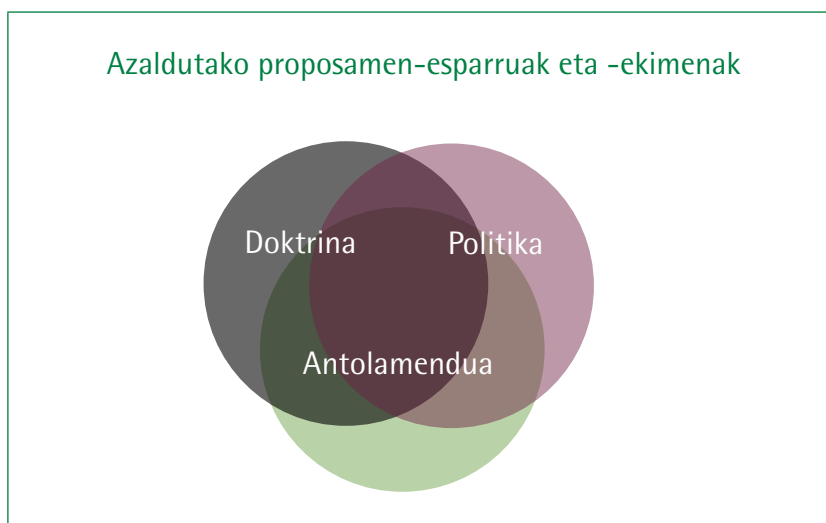 Azaldutako proposamen-esparruak eta -ekimenak
Doktrina
Politika
Antolamendua